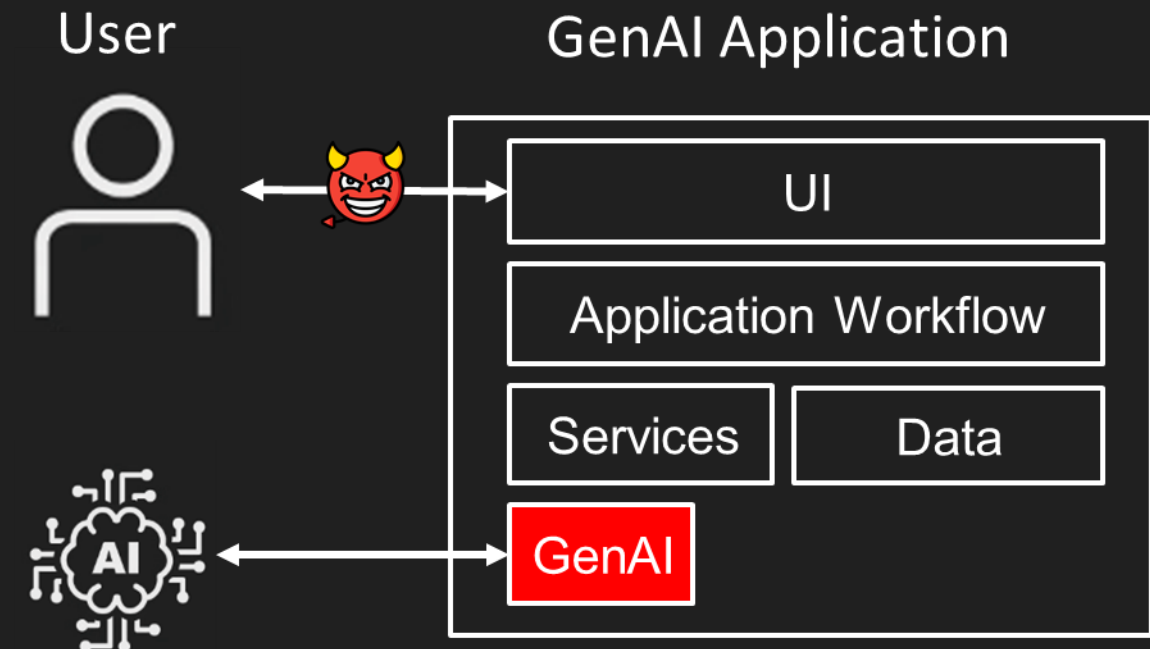 User
GenAI Application
UI
Application Workflow
Services
Data
AI
GenAI